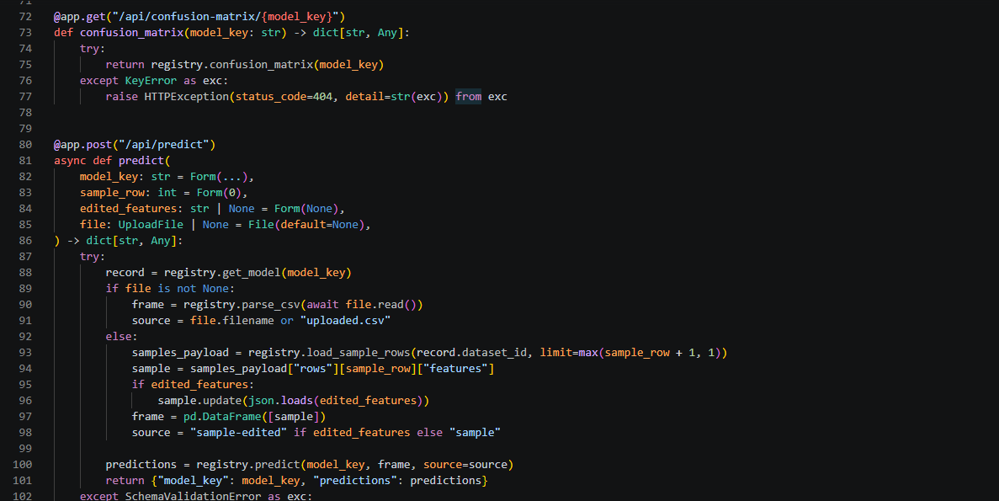 71
72 @app.get("/api/confusion-matrix/{model_key}")
73 def confusion_matrix(model_key: str) -> dict[str, Any]:
74     try:
75         return registry.confusion_matrix(model_key)
76     except KeyError as exc:
77         raise HTTPException(status_code=404, detail=str(exc)) from exc
78
79
80 @app.post("/api/predict")
81 async def predict(
82     model_key: str = Form(...),
83     sample_row: int = Form(0),
84     edited_features: str | None = Form(None),
85     file: UploadFile | None = File(default=None),
86 ) -> dict[str, Any]:
87     try:
88         record = registry.get_model(model_key)
89         if file is not None:
90             frame = registry.parse_csv(await file.read())
91             source = file.filename or "uploaded.csv"
92         else:
93             samples_payload = registry.load_sample_rows(record.dataset_id, limit=max(sample_row + 1, 1))
94             sample = samples_payload["rows"][sample_row]["features"]
95             if edited_features:
96                 sample.update(json.loads(edited_features))
97             frame = pd.DataFrame([sample])
98             source = "sample-edited" if edited_features else "sample"
99
100         predictions = registry.predict(model_key, frame, source=source)
101         return {"model_key": model_key, "predictions": predictions}
102     except SchemaValidationError as exc: